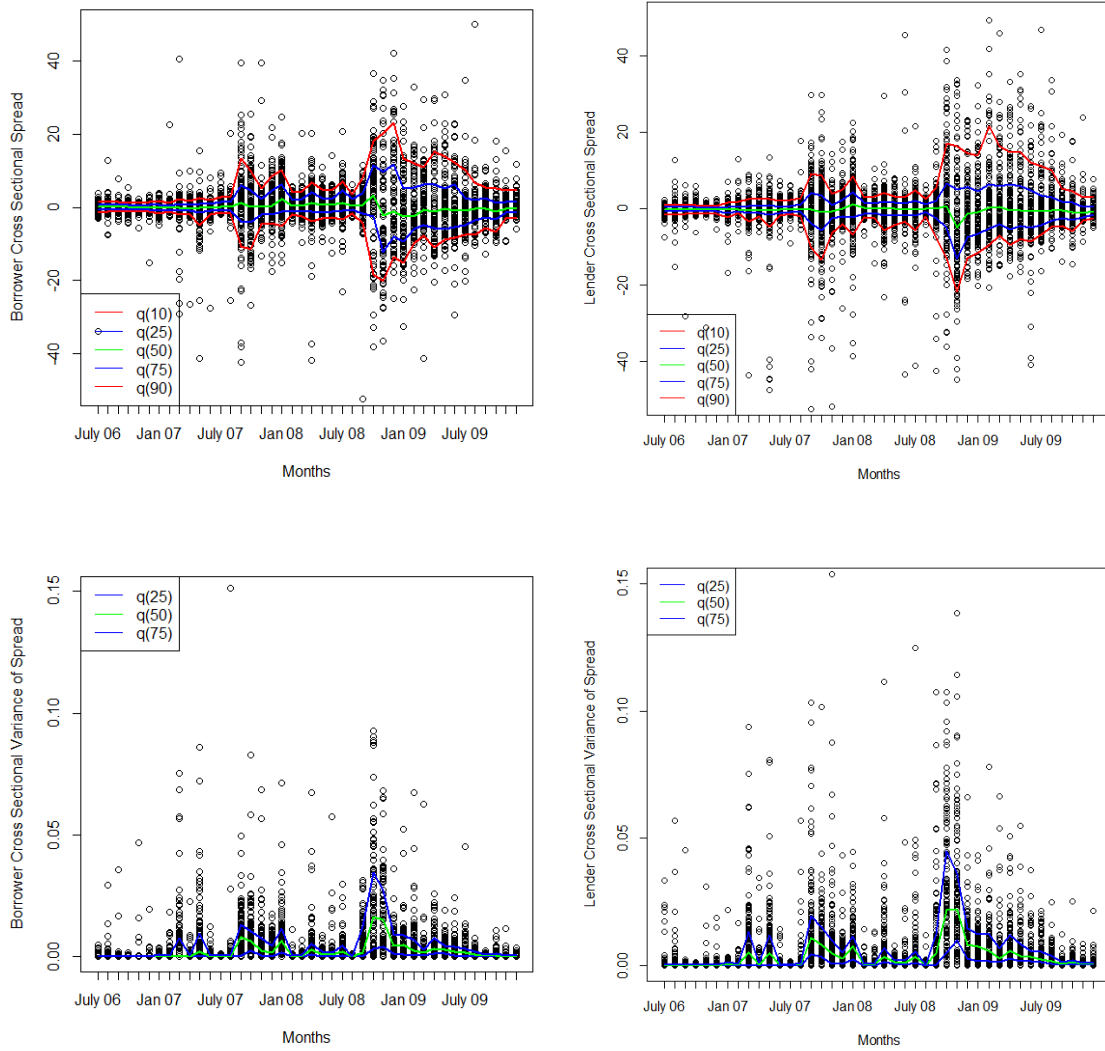 Borrower Cross Sectional Spread
40
20
0
-20
-40
q(10)
q(25)
q(50)
q(75)
q(90)
July 06 Jan 07 July 07 Jan 08 July 08 Jan 09 July 09
Months
Lender Cross Sectional Spread
40
20
0
-20
-40
q(10)
q(25)
q(50)
q(75)
q(90)
July 06 Jan 07 July 07 Jan 08 July 08 Jan 09 July 09
Months
Borrower Cross Sectional Variance of Spread
0.15
0.10
0.05
0.00
q(25)
q(50)
q(75)
July 06 Jan 07 July 07 Jan 08 July 08 Jan 09 July 09
Months
Lender Cross Sectional Variance of Spread
0.15
0.10
0.05
0.00
q(25)
q(50)
q(75)
July 06 Jan 07 July 07 Jan 08 July 08 Jan 09 July 09
Months